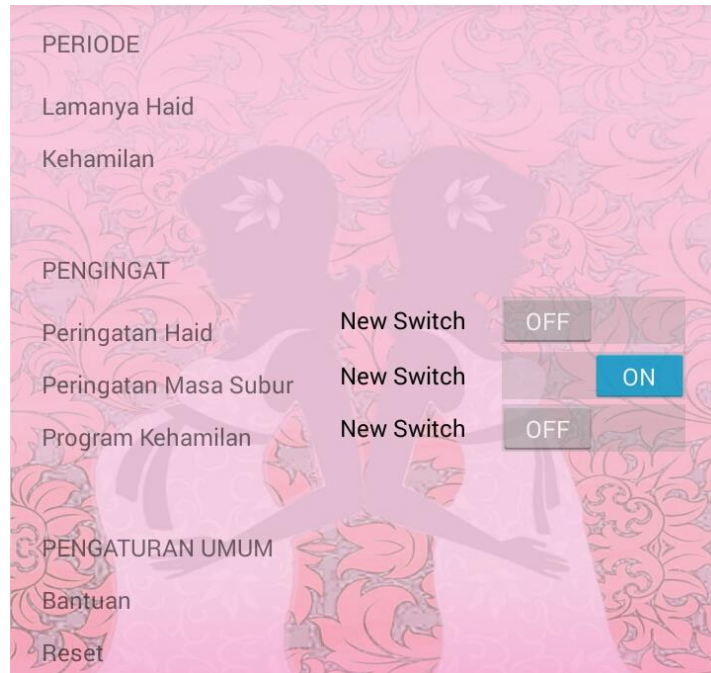 PERIODE
Lamanya Haid
Kehamilan
PENGINGAT
Peringatan Haid New Switch OFF
Peringatan Masa Subur New Switch ON
Program Kehamilan New Switch OFF
PENGATURAN UMUM
Bantuan
Reset